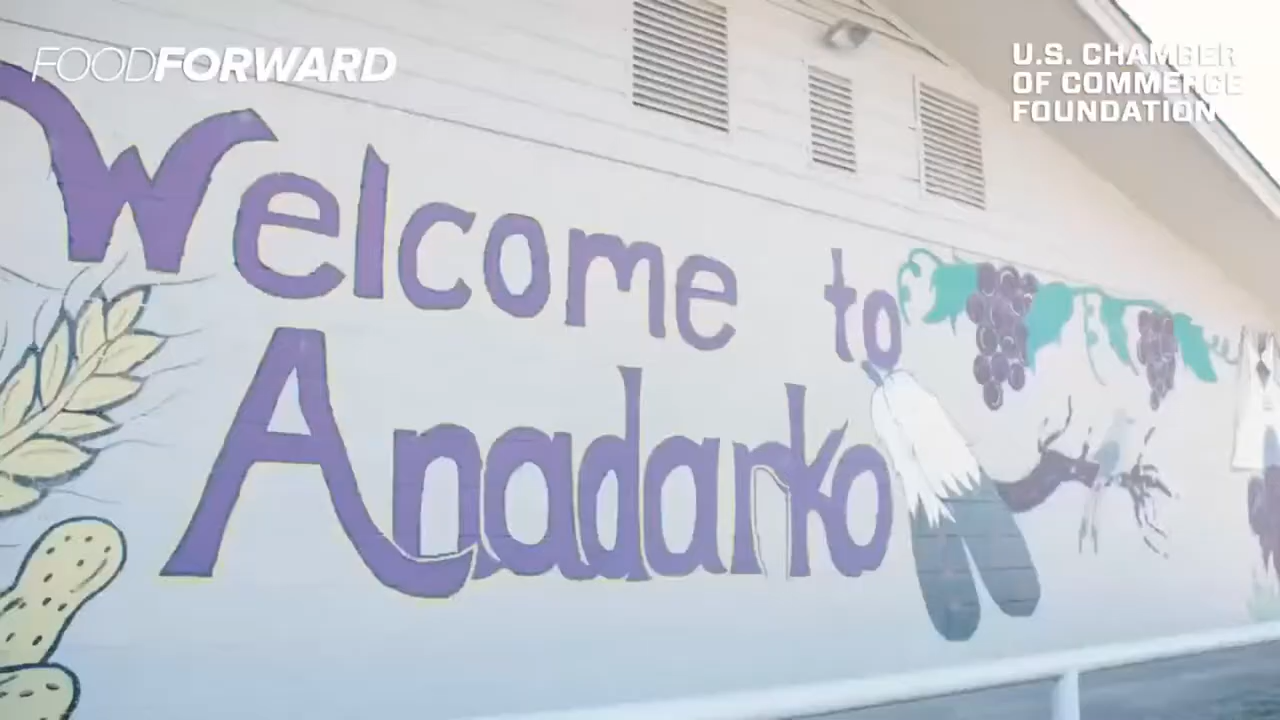 FOODFORWARD
U.S. CHAMBER
OF COMMERCE
FOUNDATION
Welcome to
Anadarko